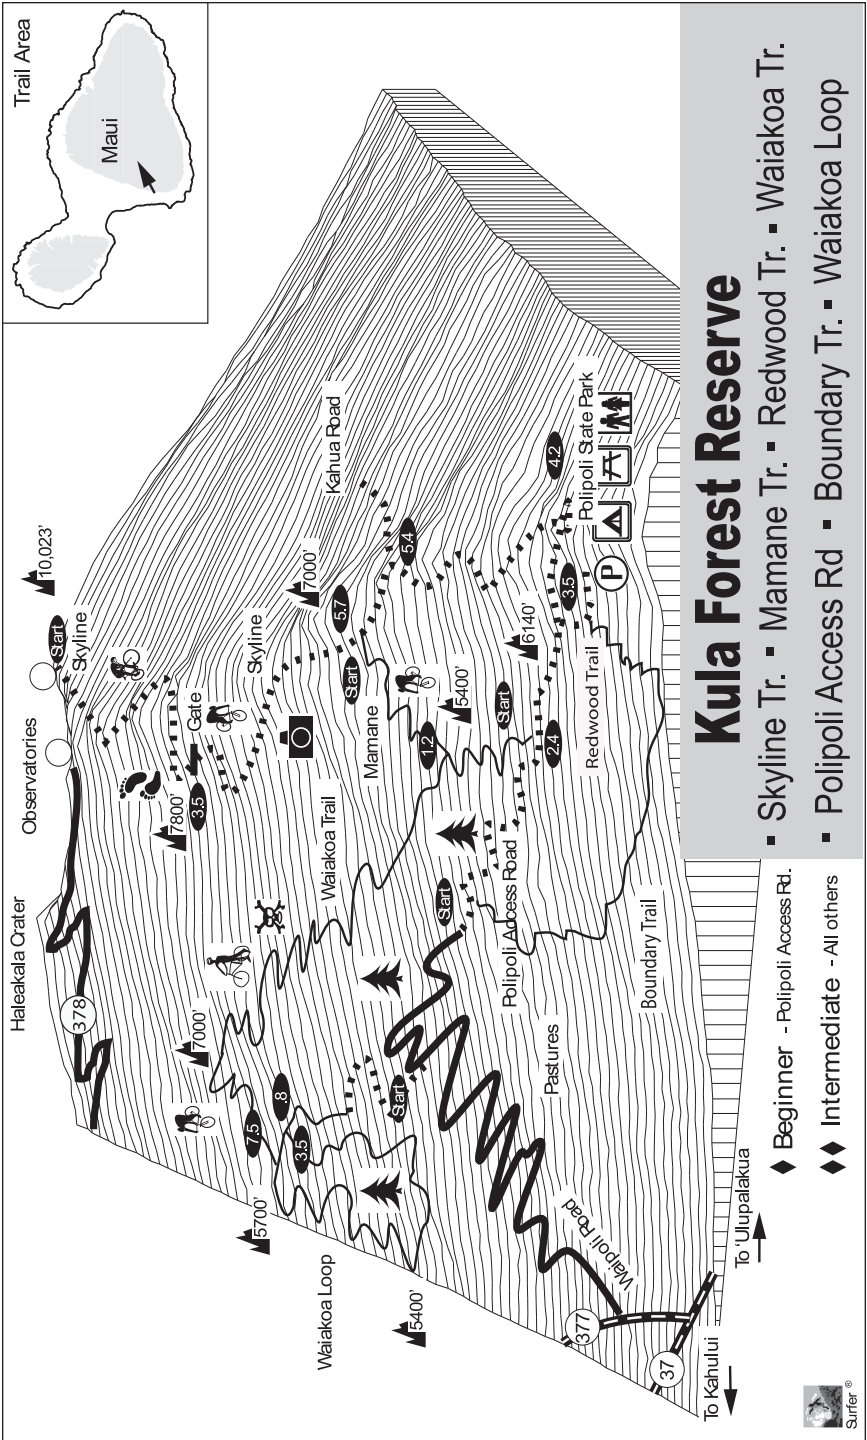 Trail Area
Maui
Haleakala Crater
Observatories
10,023'
Start
Skyline
378
Gate
7800'
3.5
Skyline
7000'
Kahua Road
5.7
5.4
Start
Mamane
Waiakoa Trail
7000'
5400'
1.2
Start
6140'
2.4
Redwood Trail
3.5
P
4.2
Polipoli State Park
7.5
.8
3.5
5700'
Start
Start
Polipoli Access Road
Boundary Trail
Pastures
Waiakoa Loop
5400'
Waipoli Road
377
37
To Kahului
To 'Ulupalakua
Kula Forest Reserve
▪ Skyline Tr. ▪ Mamane Tr. ▪ Redwood Tr. ▪ Waiakoa Tr.
▪ Polipoli Access Rd ▪ Boundary Tr. ▪ Waiakoa Loop
♦ Beginner - Polipoli Access Rd.
♦♦ Intermediate - All others
Surfer ®